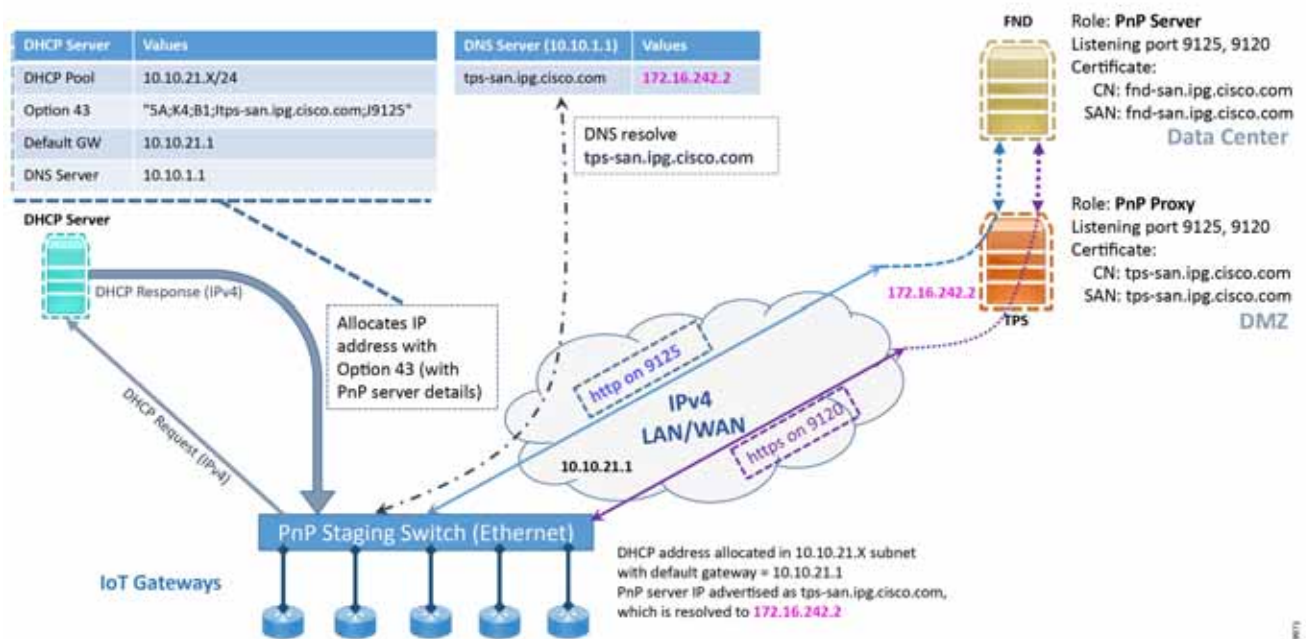 DHCP Server Values
DHCP Pool 10.10.21.X/24
Option 43 "5A;K4;B1;Itps-san.ipg.cisco.com;J9125"
Default GW 10.10.21.1
DNS Server 10.10.1.1
DNS Server (10.10.1.1) Values
tps-san.ipg.cisco.com 172.16.242.2
FND
Role: PnP Server
Listening port 9125, 9120
Certificate:
CN: fnd-san.ipg.cisco.com
SAN: fnd-san.ipg.cisco.com
Data Center
DNS resolve
tps-san.ipg.cisco.com
DHCP Server
DHCP Response (IPv4)
DHCP Request (IPv4)
Allocates IP
address with
Option 43 (with
PnP server details)
Role: PnP Proxy
Listening port 9125, 9120
Certificate:
CN: tps-san.ipg.cisco.com
SAN: tps-san.ipg.cisco.com
DMZ
172.16.242.2
TPS
http on 9125
IPv4
LAN/WAN
https on 9120
10.10.21.1
PnP Staging Switch (Ethernet)
IoT Gateways
DHCP address allocated in 10.10.21.X subnet
with default gateway = 10.10.21.1
PnP server IP advertised as tps-san.ipg.cisco.com,
which is resolved to 172.16.242.2